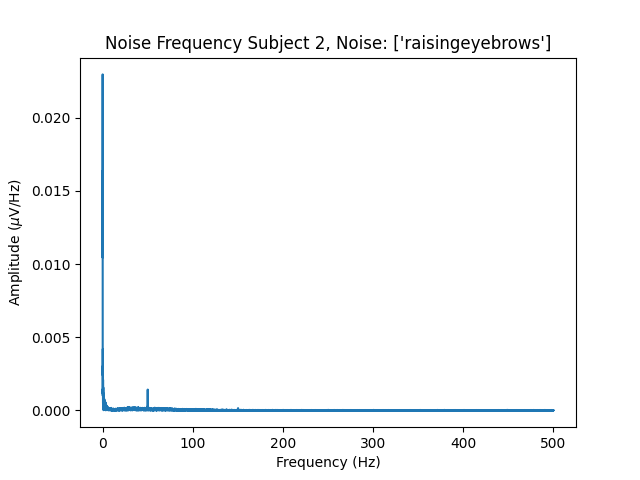 Noise Frequency Subject 2, Noise: ['raisingeyebrows']
0.020
0.015
0.010
0.005
0.000
Amplitude (μV/Hz)
0 100 200 300 400 500
Frequency (Hz)